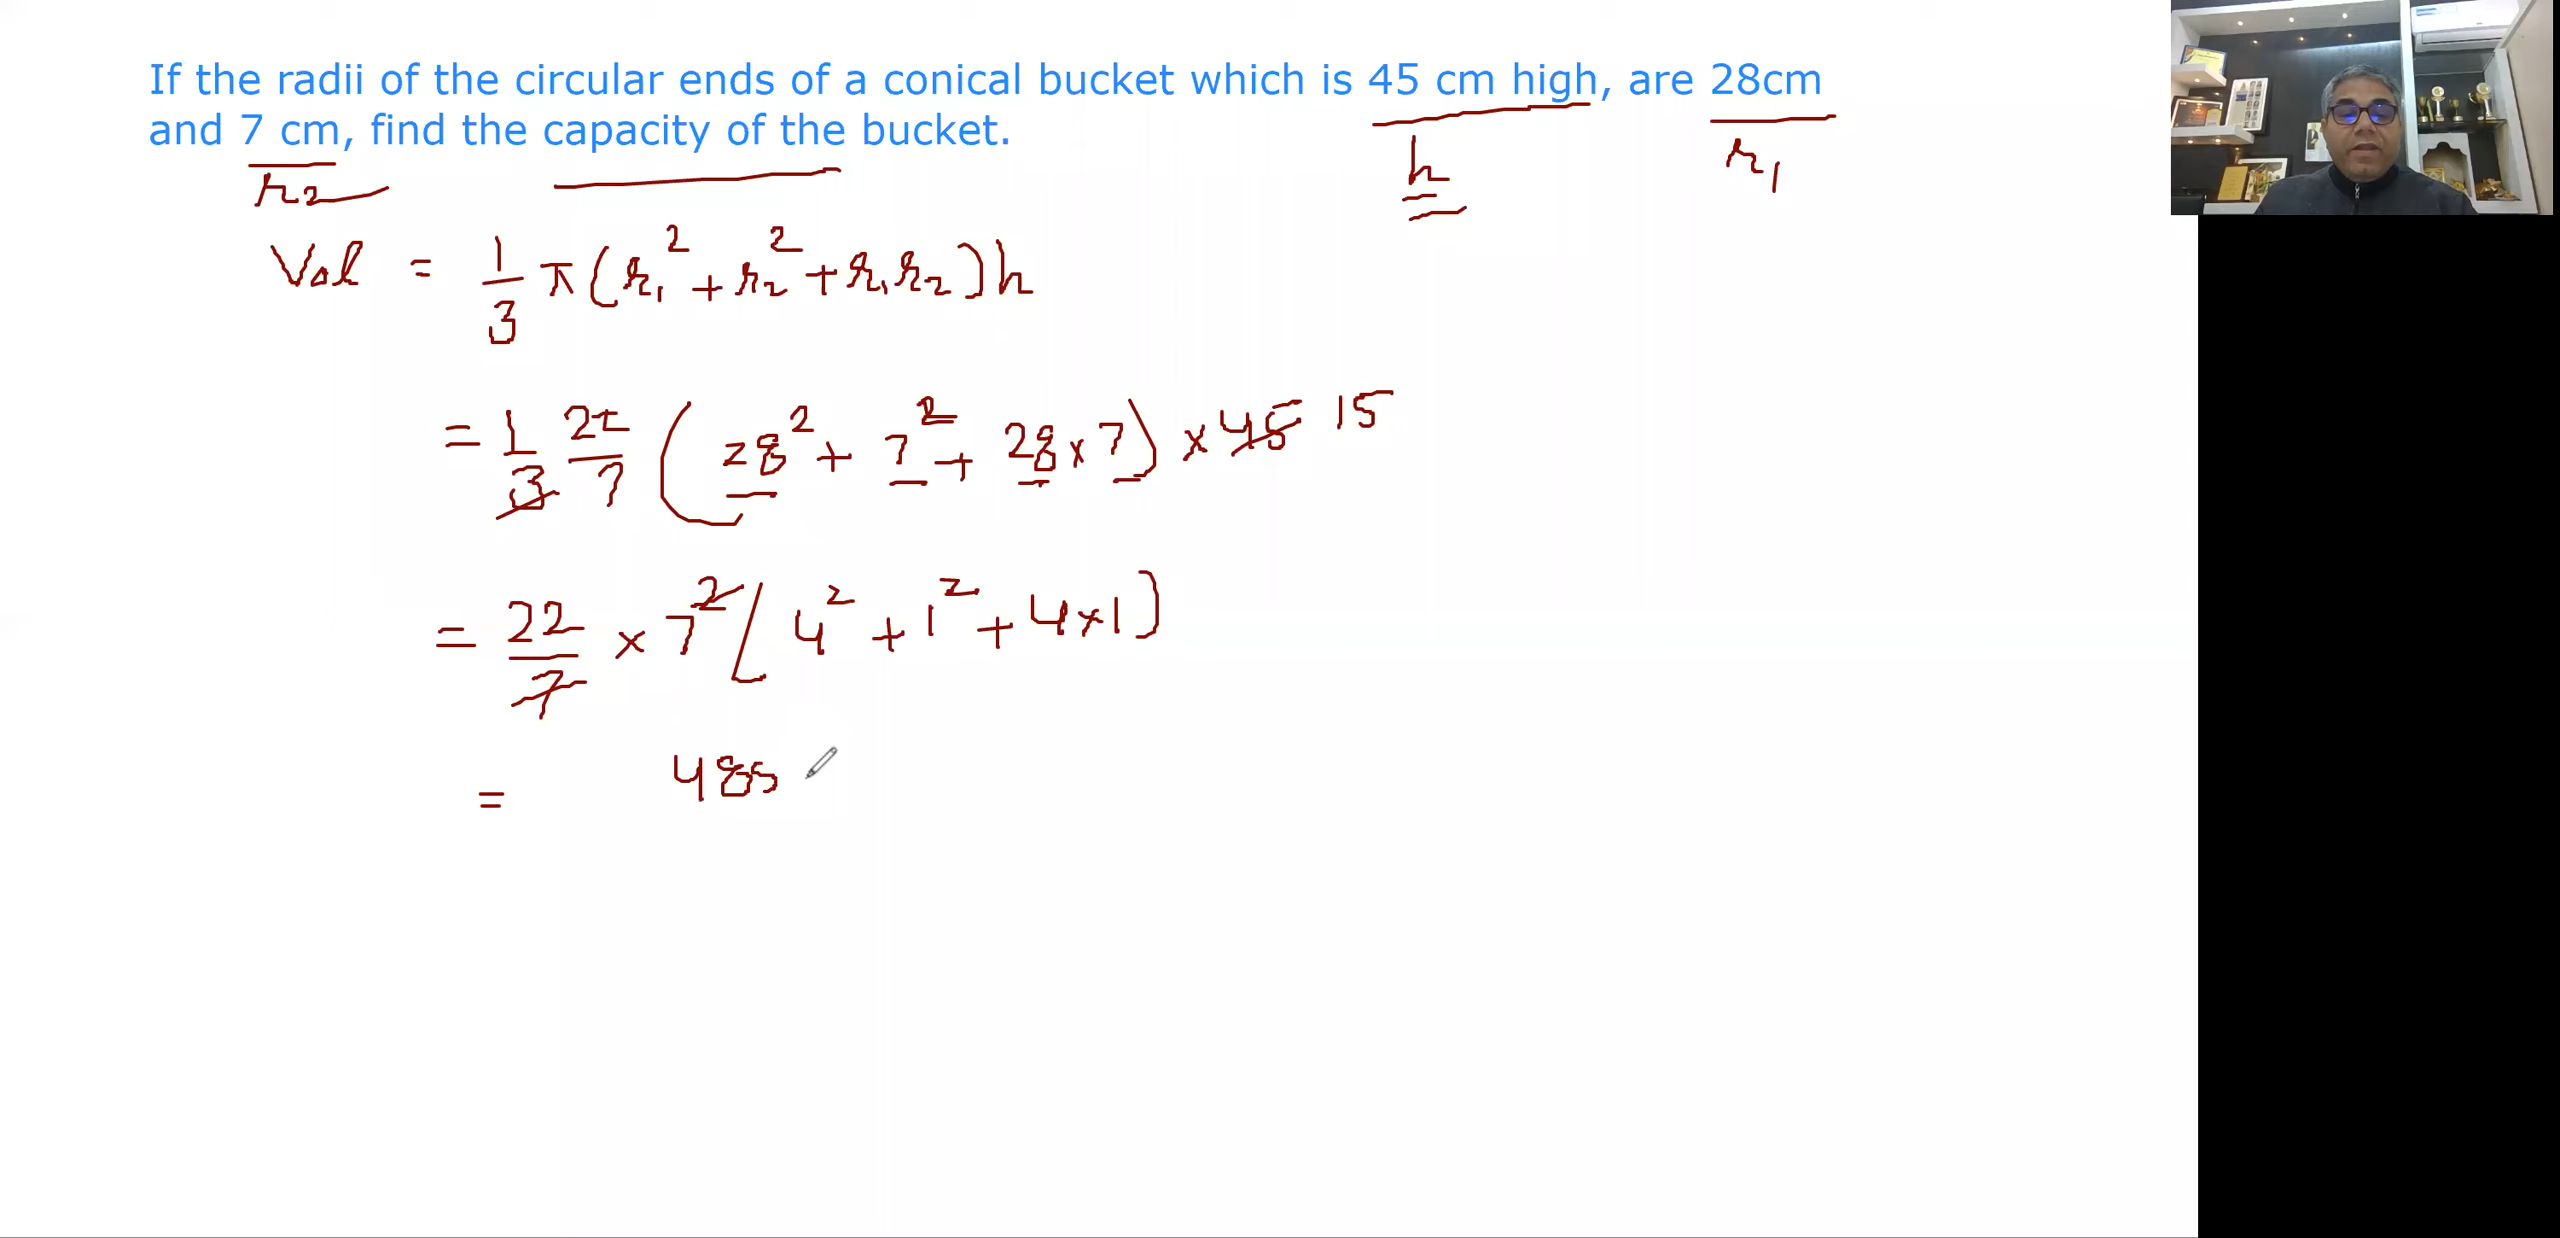 If the radii of the circular ends of a conical bucket which is 45 cm high, are 28cm
and 7 cm, find the capacity of the bucket.
h
r₁
r₂
Vol = 1/3 π(r₁² + r₂² + r₁r₂)h
= 1/3 22/7 (28² + 7² + 28×7) × 45 15
= 22/7 × 7² [4² + 1² + 4×1]
= 485